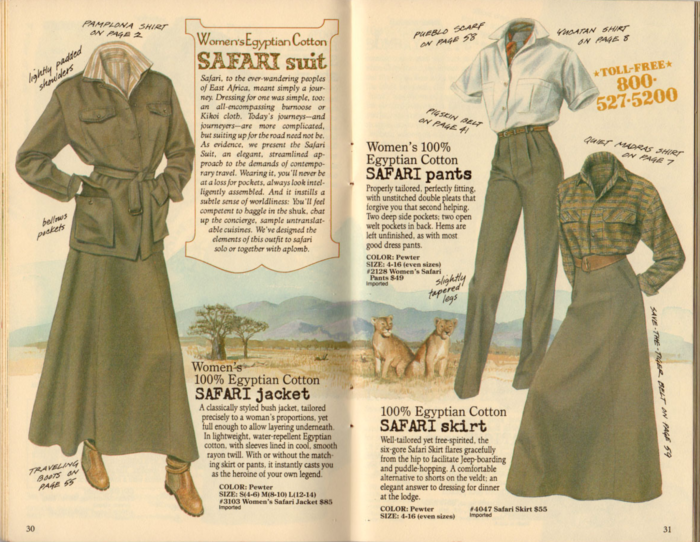 PAMPLONA SHIRT
ON PAGE 2
lightly padded
shoulders
bellows
pockets
TRAVELING
BOOTS ON
PAGE 55
Women's Egyptian Cotton
SAFARI suit
Safari, to the ever-wandering peoples
of East Africa, meant simply a jour-
ney. Dressing for one was simple, too:
an all-encompassing burnoose or
Kikoi cloth. Today's journeys—and
journeyers—are more complicated,
but suiting up for the road need not be.
As evidence, we present the Safari
Suit, an elegant, streamlined ap-
proach to the demands of contempo-
rary travel. Wearing it, you'll never be
at a loss for pockets, always look intel-
ligently assembled. And it instills a
subtle sense of worldliness: You'll feel
competent to haggle in the shuk, chat
up the concierge, sample untranslat-
able cuisines. We've designed the
elements of this outfit to safari
solo or together with aplomb.
Women's
100% Egyptian Cotton
SAFARI jacket
A classically styled bush jacket, tailored
precisely to a woman's proportions, yet
full enough to allow layering underneath.
In lightweight, water-repellent Egyptian
cotton, with sleeves lined in cool, smooth
rayon twill. With or without the match-
ing skirt or pants, it instantly casts you
as the heroine of your own legend.
COLOR: Pewter
SIZE: S(4-6) M(8-10) L(12-14)
#3103 Women's Safari Jacket $85
Imported
30
PUEBLO SCARF
ON PAGE 58
YUCATAN SHIRT
ON PAGE 8
★TOLL-FREE★
800-
527-5200
PIGSKIN BELT
ON PAGE 41
QUIET MADRAS SHIRT
ON PAGE 7
Women's 100%
Egyptian Cotton
SAFARI pants
Properly tailored, perfectly fitting,
with unstitched double pleats that
forgive you that second helping.
Two deep side pockets; two open
welt pockets in back. Hems are
left unfinished, as with most
good dress pants.
COLOR: Pewter
SIZE: 4-16 (even sizes)
#2128 Women's Safari
Pants $49
Imported
slightly
tapered
legs
SAVE-THE-TIGER BELT ON PAGE 59
100% Egyptian Cotton
SAFARI skirt
Well-tailored yet free-spirited, the
six-gore Safari Skirt flares gracefully
from the hip to facilitate Jeep-boarding
and puddle-hopping. A comfortable
alternative to shorts on the veldt; an
elegant answer to dressing for dinner
at the lodge.
COLOR: Pewter
SIZE: 4-16 (even sizes)
#4047 Safari Skirt $55
Imported
31